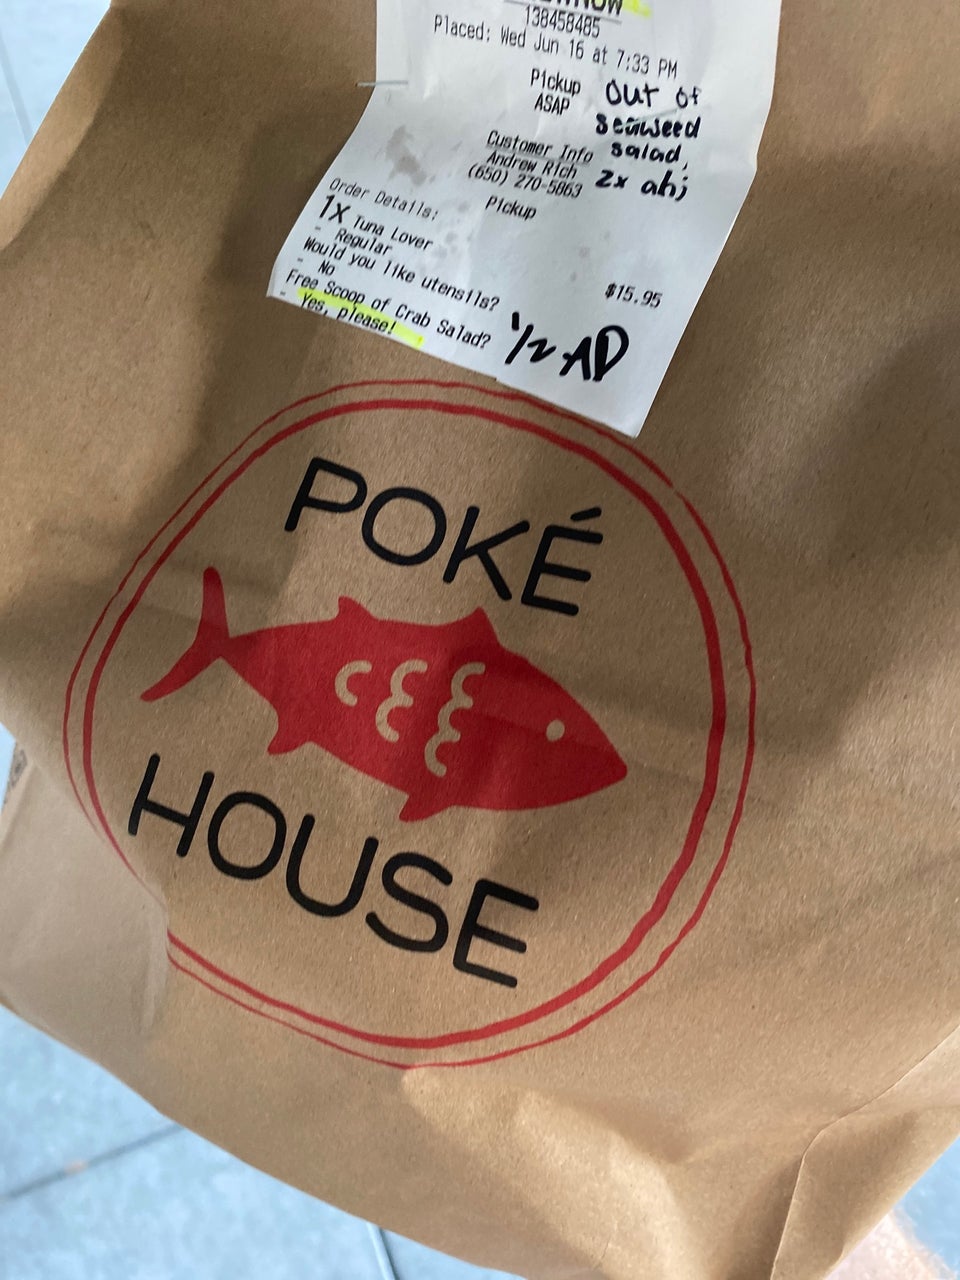 138458485
Placed: Wed Jun 16 at 7:33 PM
Pickup
ASAP
out of
seaweed
salad,
2x ahi
Customer Info
Andrew Rich
(650) 270-5863
Pickup
Order Details:
1X Tuna Lover
- Regular
Would you like utensils?
- No
$15.95
Free Scoop of Crab Salad?
- Yes, please!
1/2 AD
POKÉ
HOUSE